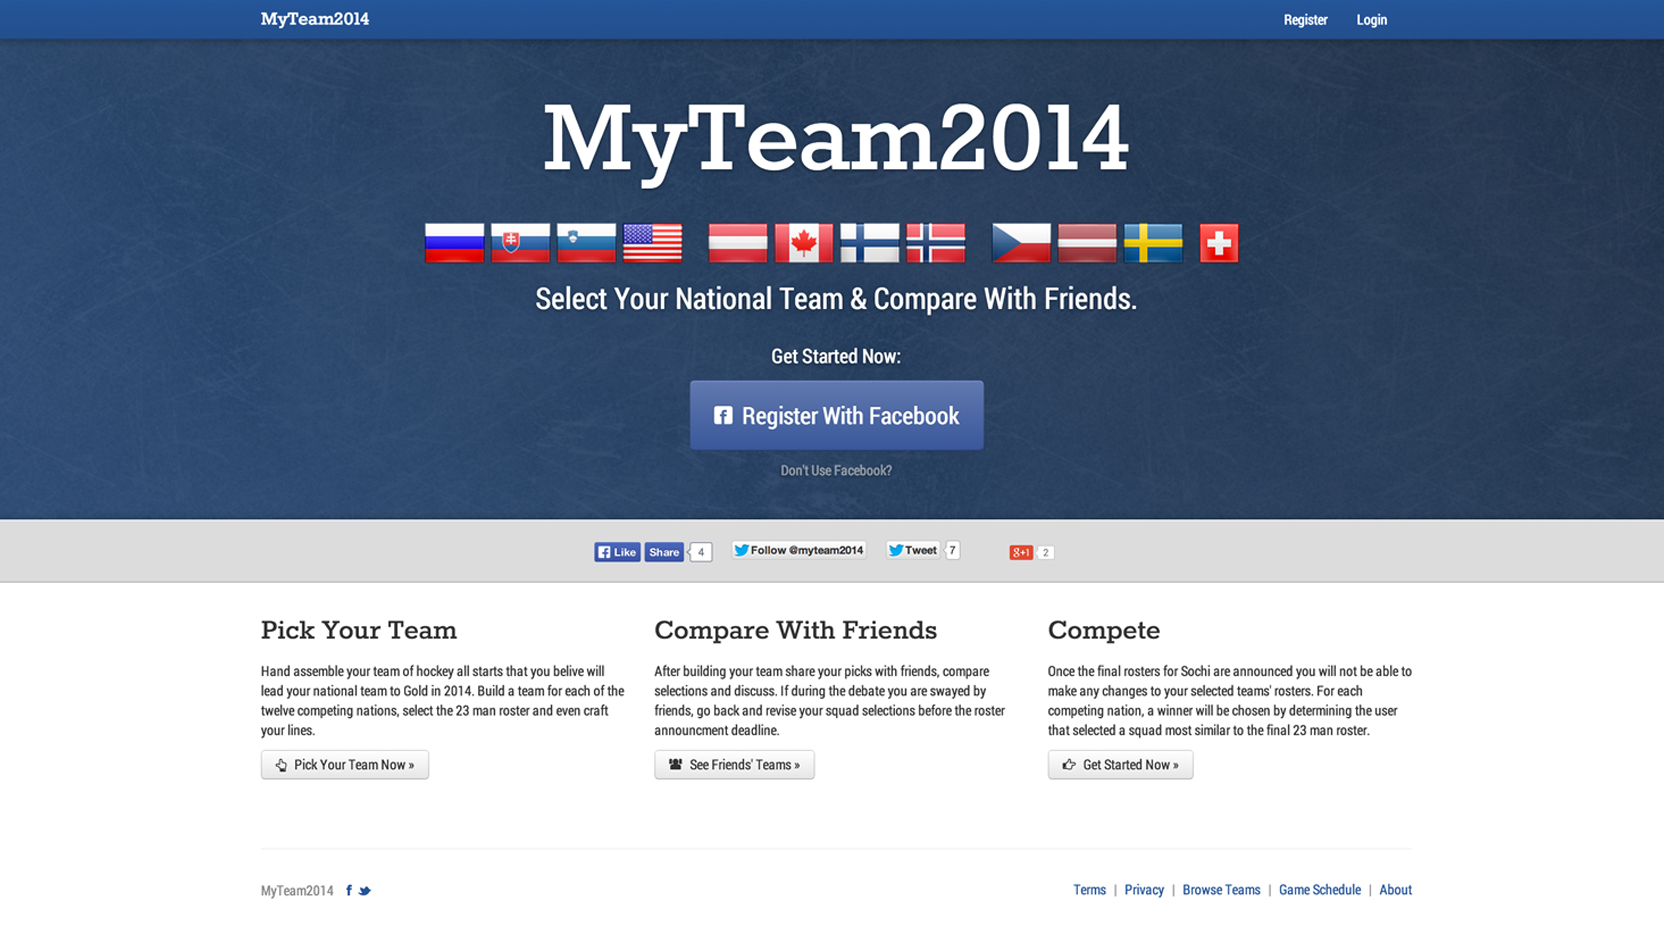 MyTeam2014
Register
Login
MyTeam2014
Select Your National Team & Compare With Friends.
Get Started Now:
Register With Facebook
Don't Use Facebook?
Like
Share
4
Follow @myteam2014
Tweet
7
g+1
2
Pick Your Team
Hand assemble your team of hockey all starts that you belive will
lead your national team to Gold in 2014. Build a team for each of the
twelve competing nations, select the 23 man roster and even craft
your lines.
Pick Your Team Now »
Compare With Friends
After building your team share your picks with friends, compare
selections and discuss. If during the debate you are swayed by
friends, go back and revise your squad selections before the roster
announcment deadline.
See Friends' Teams »
Compete
Once the final rosters for Sochi are announced you will not be able to
make any changes to your selected teams' rosters. For each
competing nation, a winner will be chosen by determining the user
that selected a squad most similar to the final 23 man roster.
Get Started Now »
MyTeam2014
Terms | Privacy | Browse Teams | Game Schedule | About